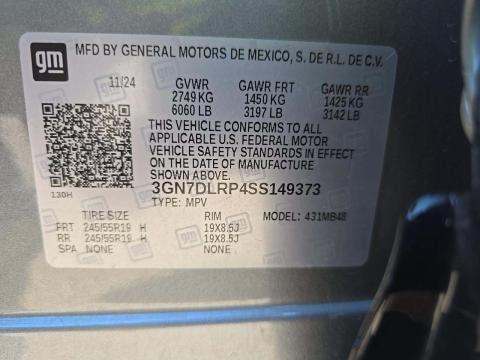 gm
MFD BY GENERAL MOTORS DE MEXICO, S. DE R.L. DE C.V.
11/24 GVWR GAWR FRT GAWR RR
2749 KG 1450 KG 1425 KG
6060 LB 3197 LB 3142 LB
THIS VEHICLE CONFORMS TO ALL
APPLICABLE U.S. FEDERAL MOTOR
VEHICLE SAFETY STANDARDS IN EFFECT
ON THE DATE OF MANUFACTURE
SHOWN ABOVE.
130H 3GN7DLRP4SS149373
TYPE: MPV MODEL: 431MB48
TIRE SIZE RIM
FRT 245/55R19 H 19X8.5J
RR 245/55R19 H 19X8.5J
SPA NONE NONE